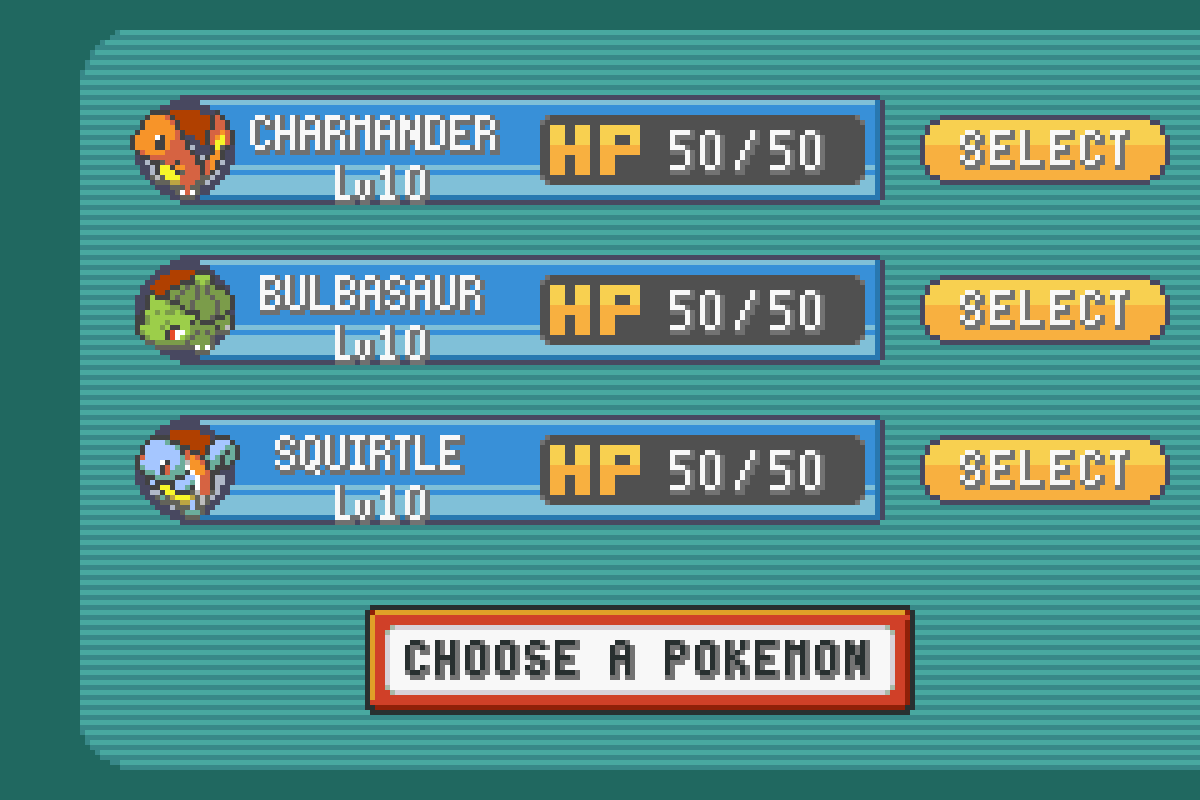 CHARMANDER
Lv10
HP 50/50
SELECT
BULBASAUR
Lv10
HP 50/50
SELECT
SQUIRTLE
Lv10
HP 50/50
SELECT
CHOOSE A POKEMON